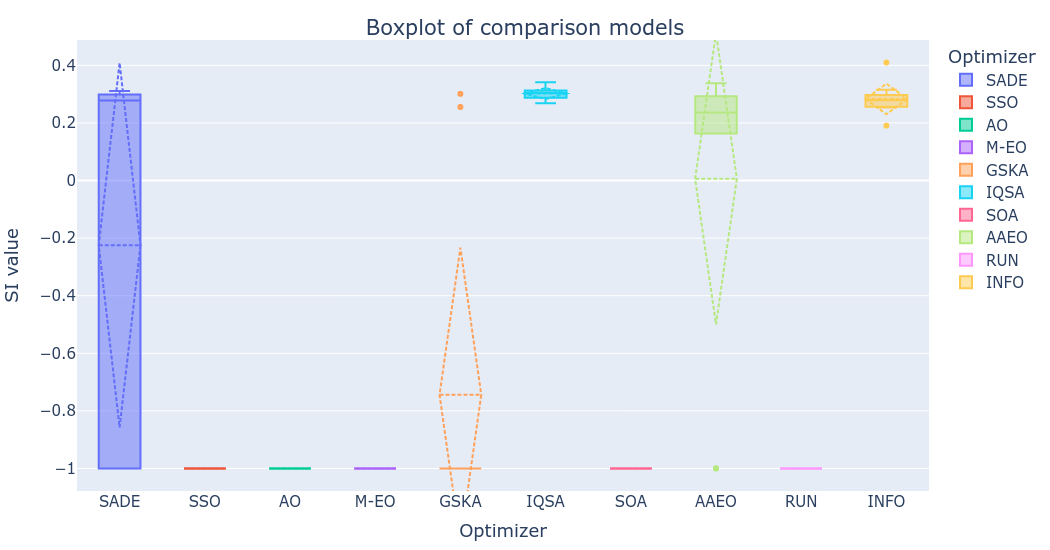 Boxplot of comparison models
SI value
0.4
0.2
0
−0.2
−0.4
−0.6
−0.8
−1
SADE
SSO
AO
M-EO
GSKA
IQSA
SOA
AAEO
RUN
INFO
Optimizer
Optimizer
SADE
SSO
AO
M-EO
GSKA
IQSA
SOA
AAEO
RUN
INFO